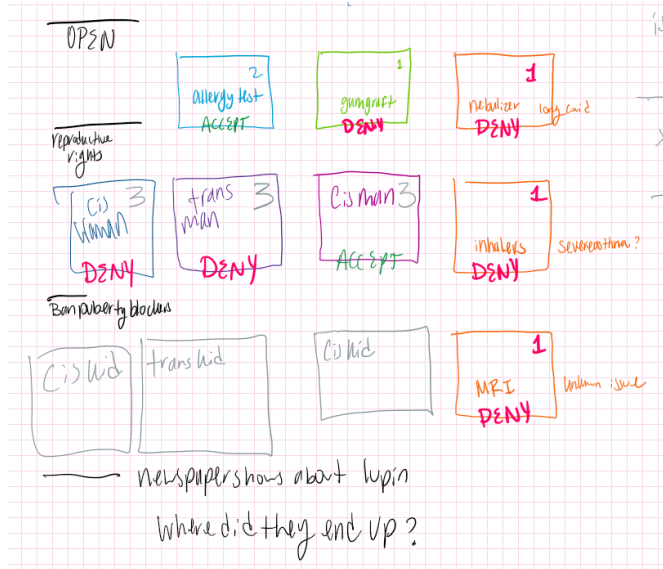 OPEN
2
allergy test
ACCEPT
1
gumgraft
DENY
1
nebulizer
DENY
long covid
reproductive
rights
Cis
Woman
3
DENY
trans
man
3
DENY
Cis man 3
ACCEPT
1
inhalers
DENY
severe asthma?
Ban puberty blockers
Cis kid
trans kid
Cis kid
1
MRI
DENY
unknown issue
newspaper shows about lupin
Where did they end up?